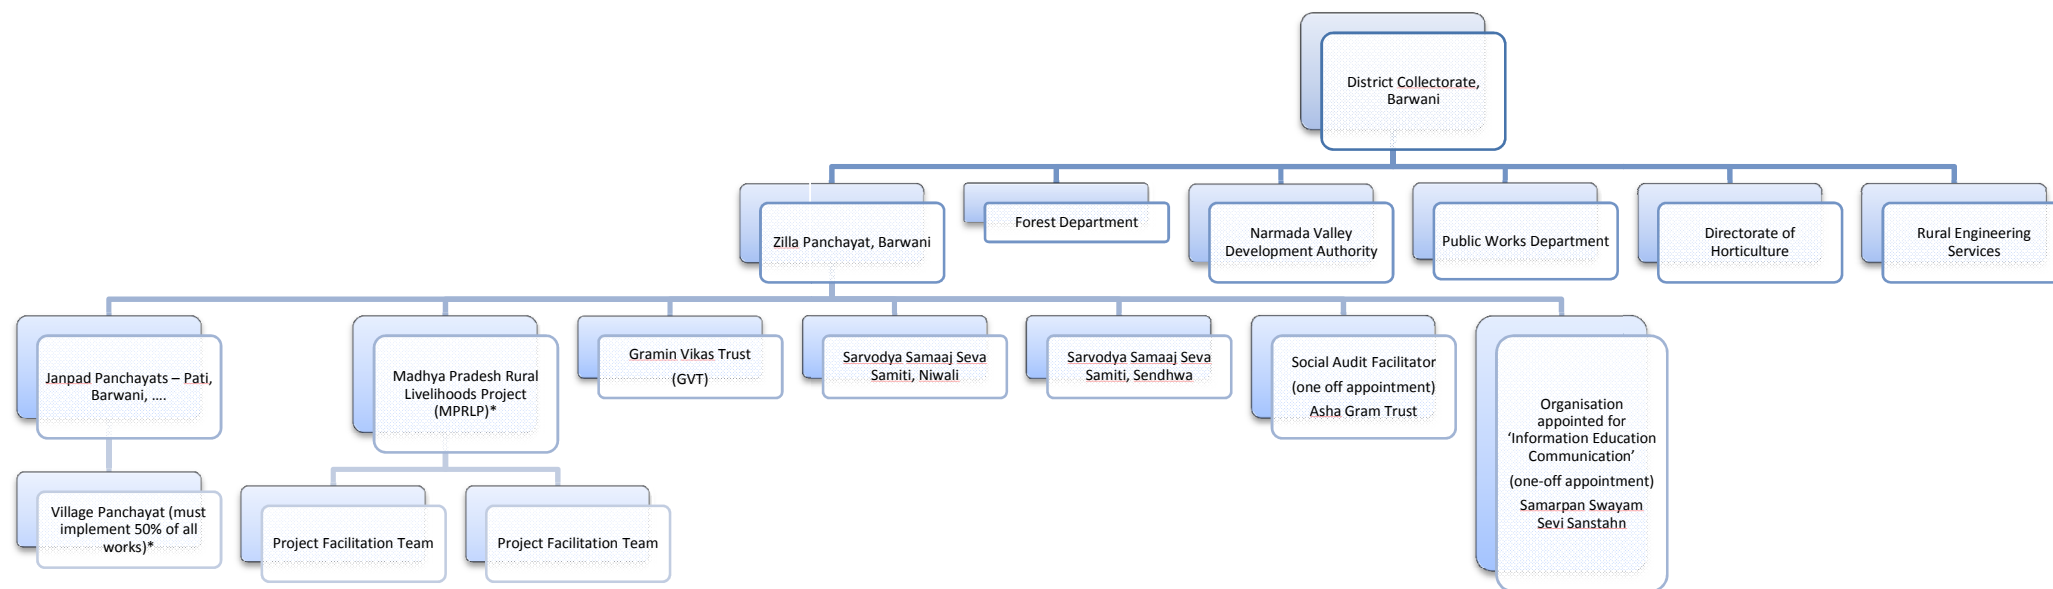 District Collectorate,
Barwani
Zilla Panchayat, Barwani
Forest Department
Narmada Valley
Development Authority
Public Works Department
Directorate of
Horticulture
Rural Engineering
Services
Janpad Panchayats – Pati,
Barwani, ....
Madhya Pradesh Rural
Livelihoods Project
(MPRLP)*
Gramin Vikas Trust
(GVT)
Sarvodya Samaaj Seva
Samiti, Niwali
Sarvodya Samaaj Seva
Samiti, Sendhwa
Social Audit Facilitator
(one off appointment)
Asha Gram Trust
Organisation
appointed for
‘Information Education
Communication’
(one-off appointment)
Samarpan Swayam
Sevi Sanstahn
Village Panchayat (must
implement 50% of all
works)*
Project Facilitation Team
Project Facilitation Team